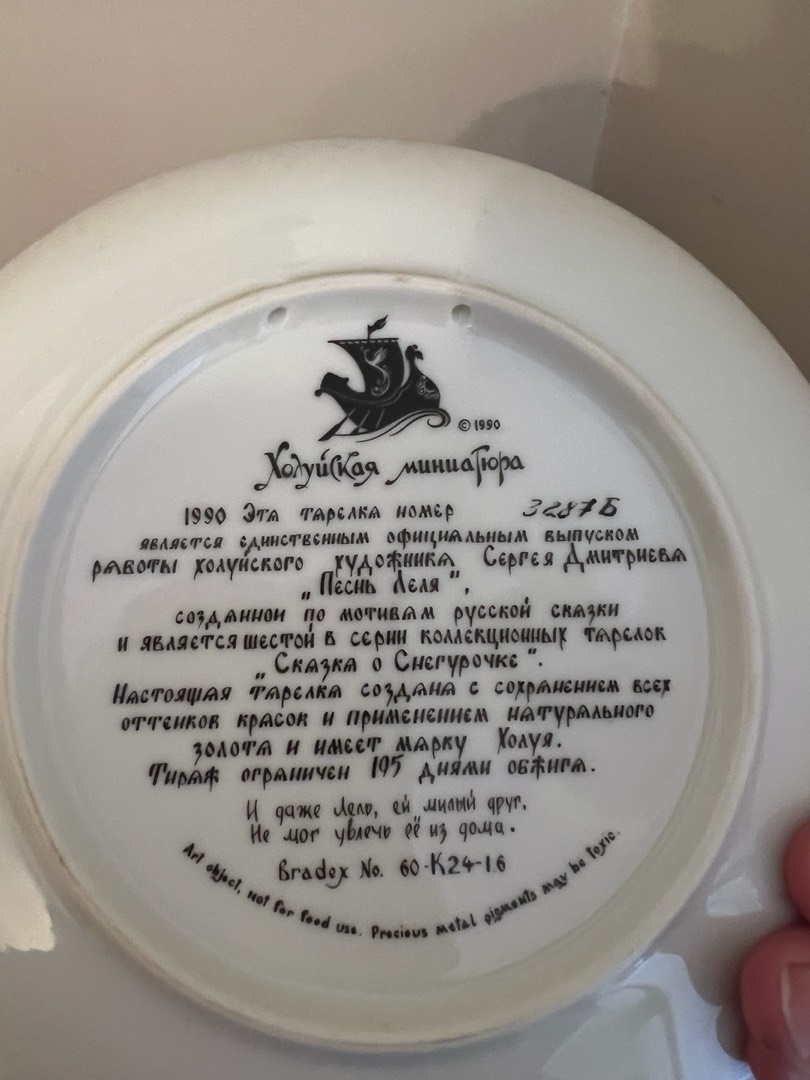 © 1990
Холуйская миниатюра
1990 Эта тарелка номер 3287Б
является единственным официальным выпуском
работы холуйского художника Сергея Дмитриева
„Песнь Леля",
созданной по мотивам русской сказки
и является шестой в серии коллекционных тарелок
„Сказка о Снегурочке".
Настоящая тарелка создана с сохранением всех
оттенков красок и применением натурального
золота и имеет марку Холуя.
Тираж ограничен 195 днями обжига.
И даже Лель, ей милый друг,
Не мог увлечь её из дома.
Bradex No. 60-K24-16
Art object, not for food use. Precious metal pigments may be toxic.